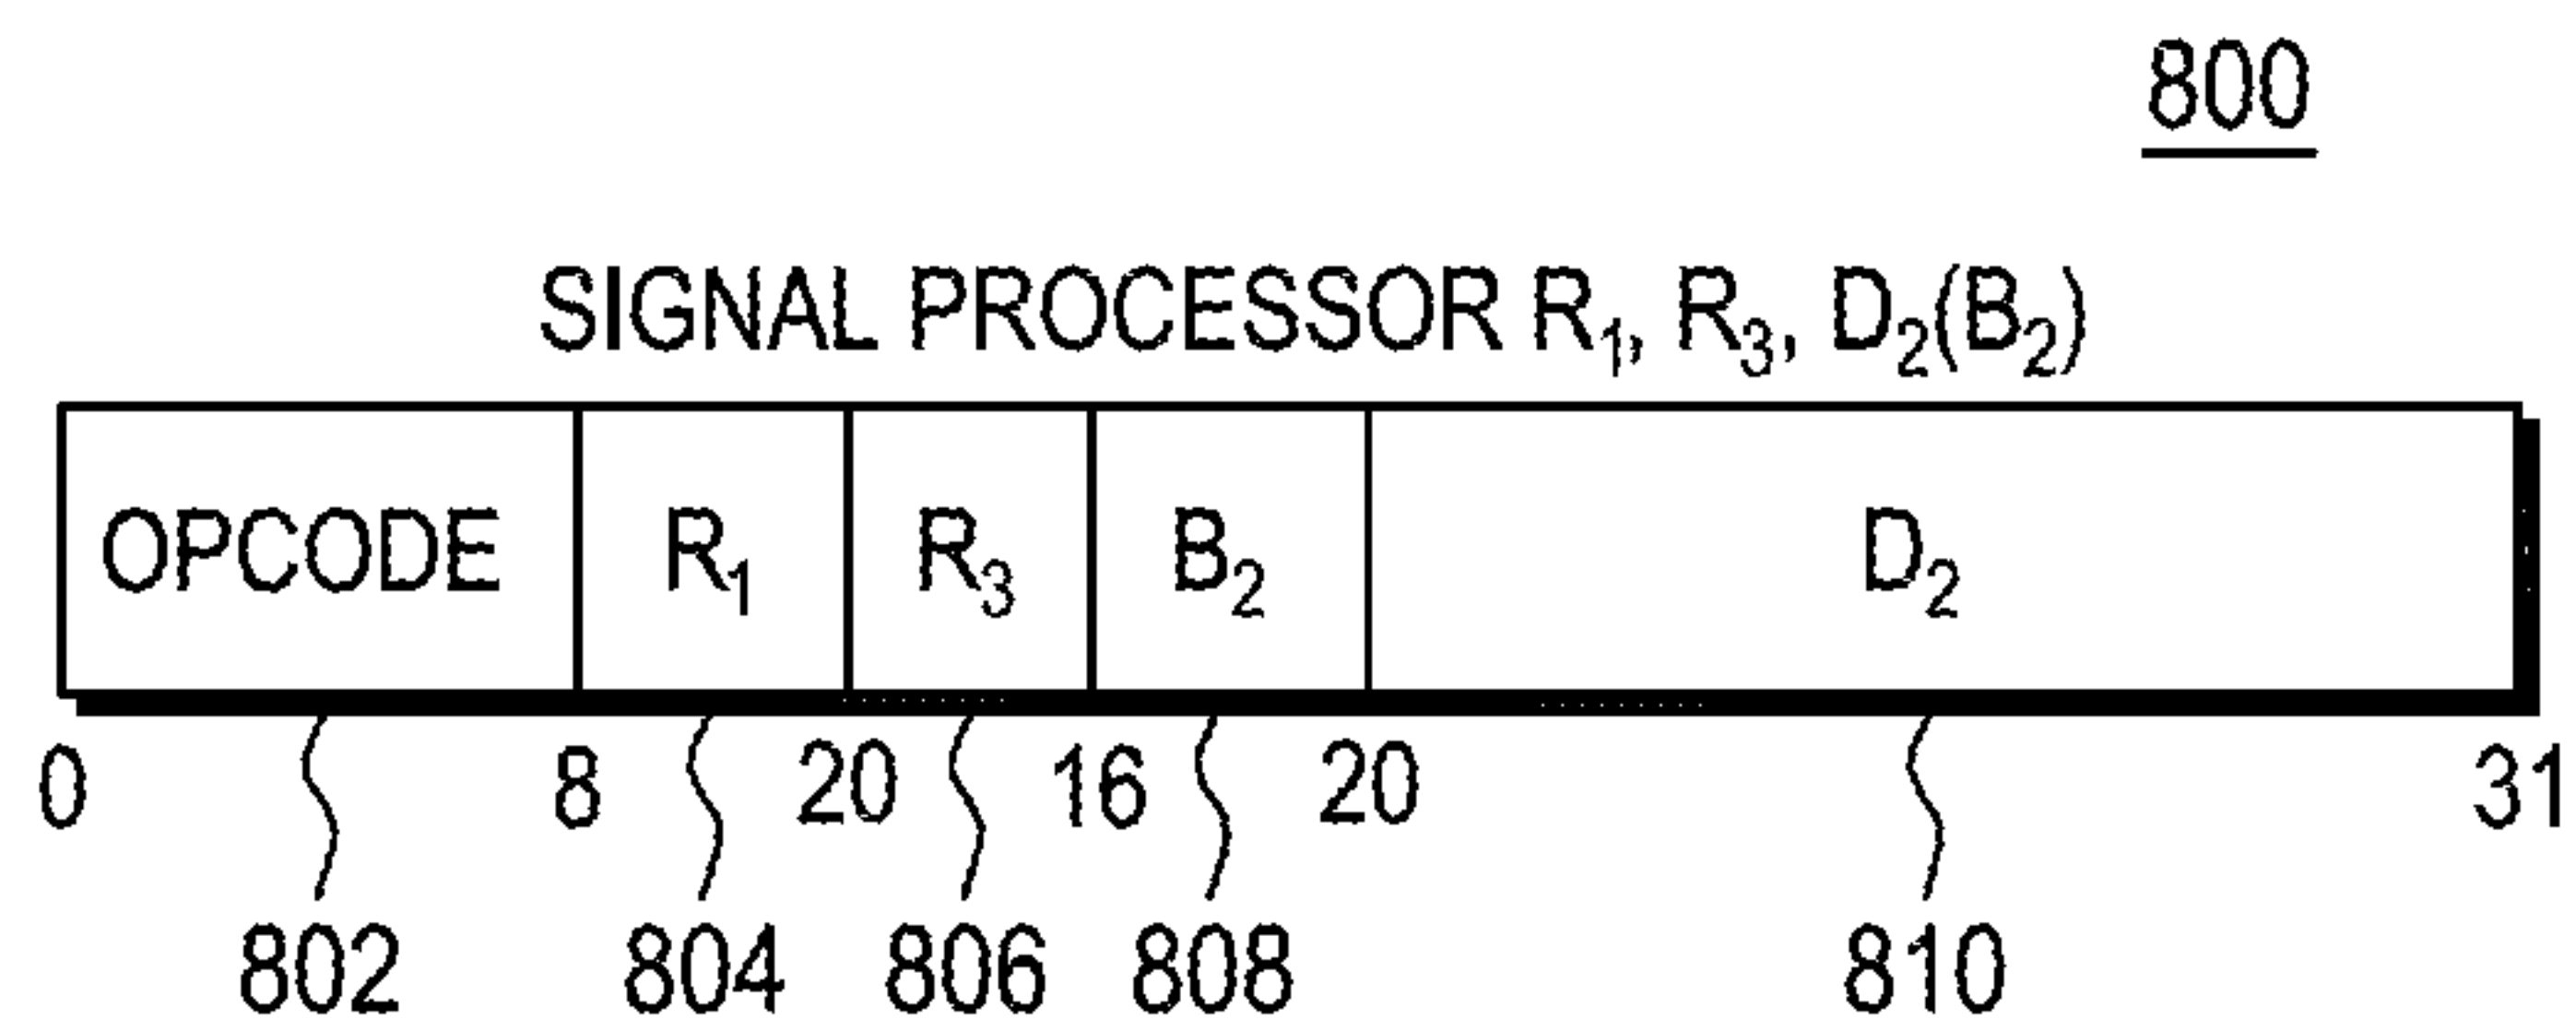 800
SIGNAL PROCESSOR R₁, R₃, D₂(B₂)
OPCODE R₁ R₃ B₂ D₂
0 8 20 16 20 31
802 804 806 808 810